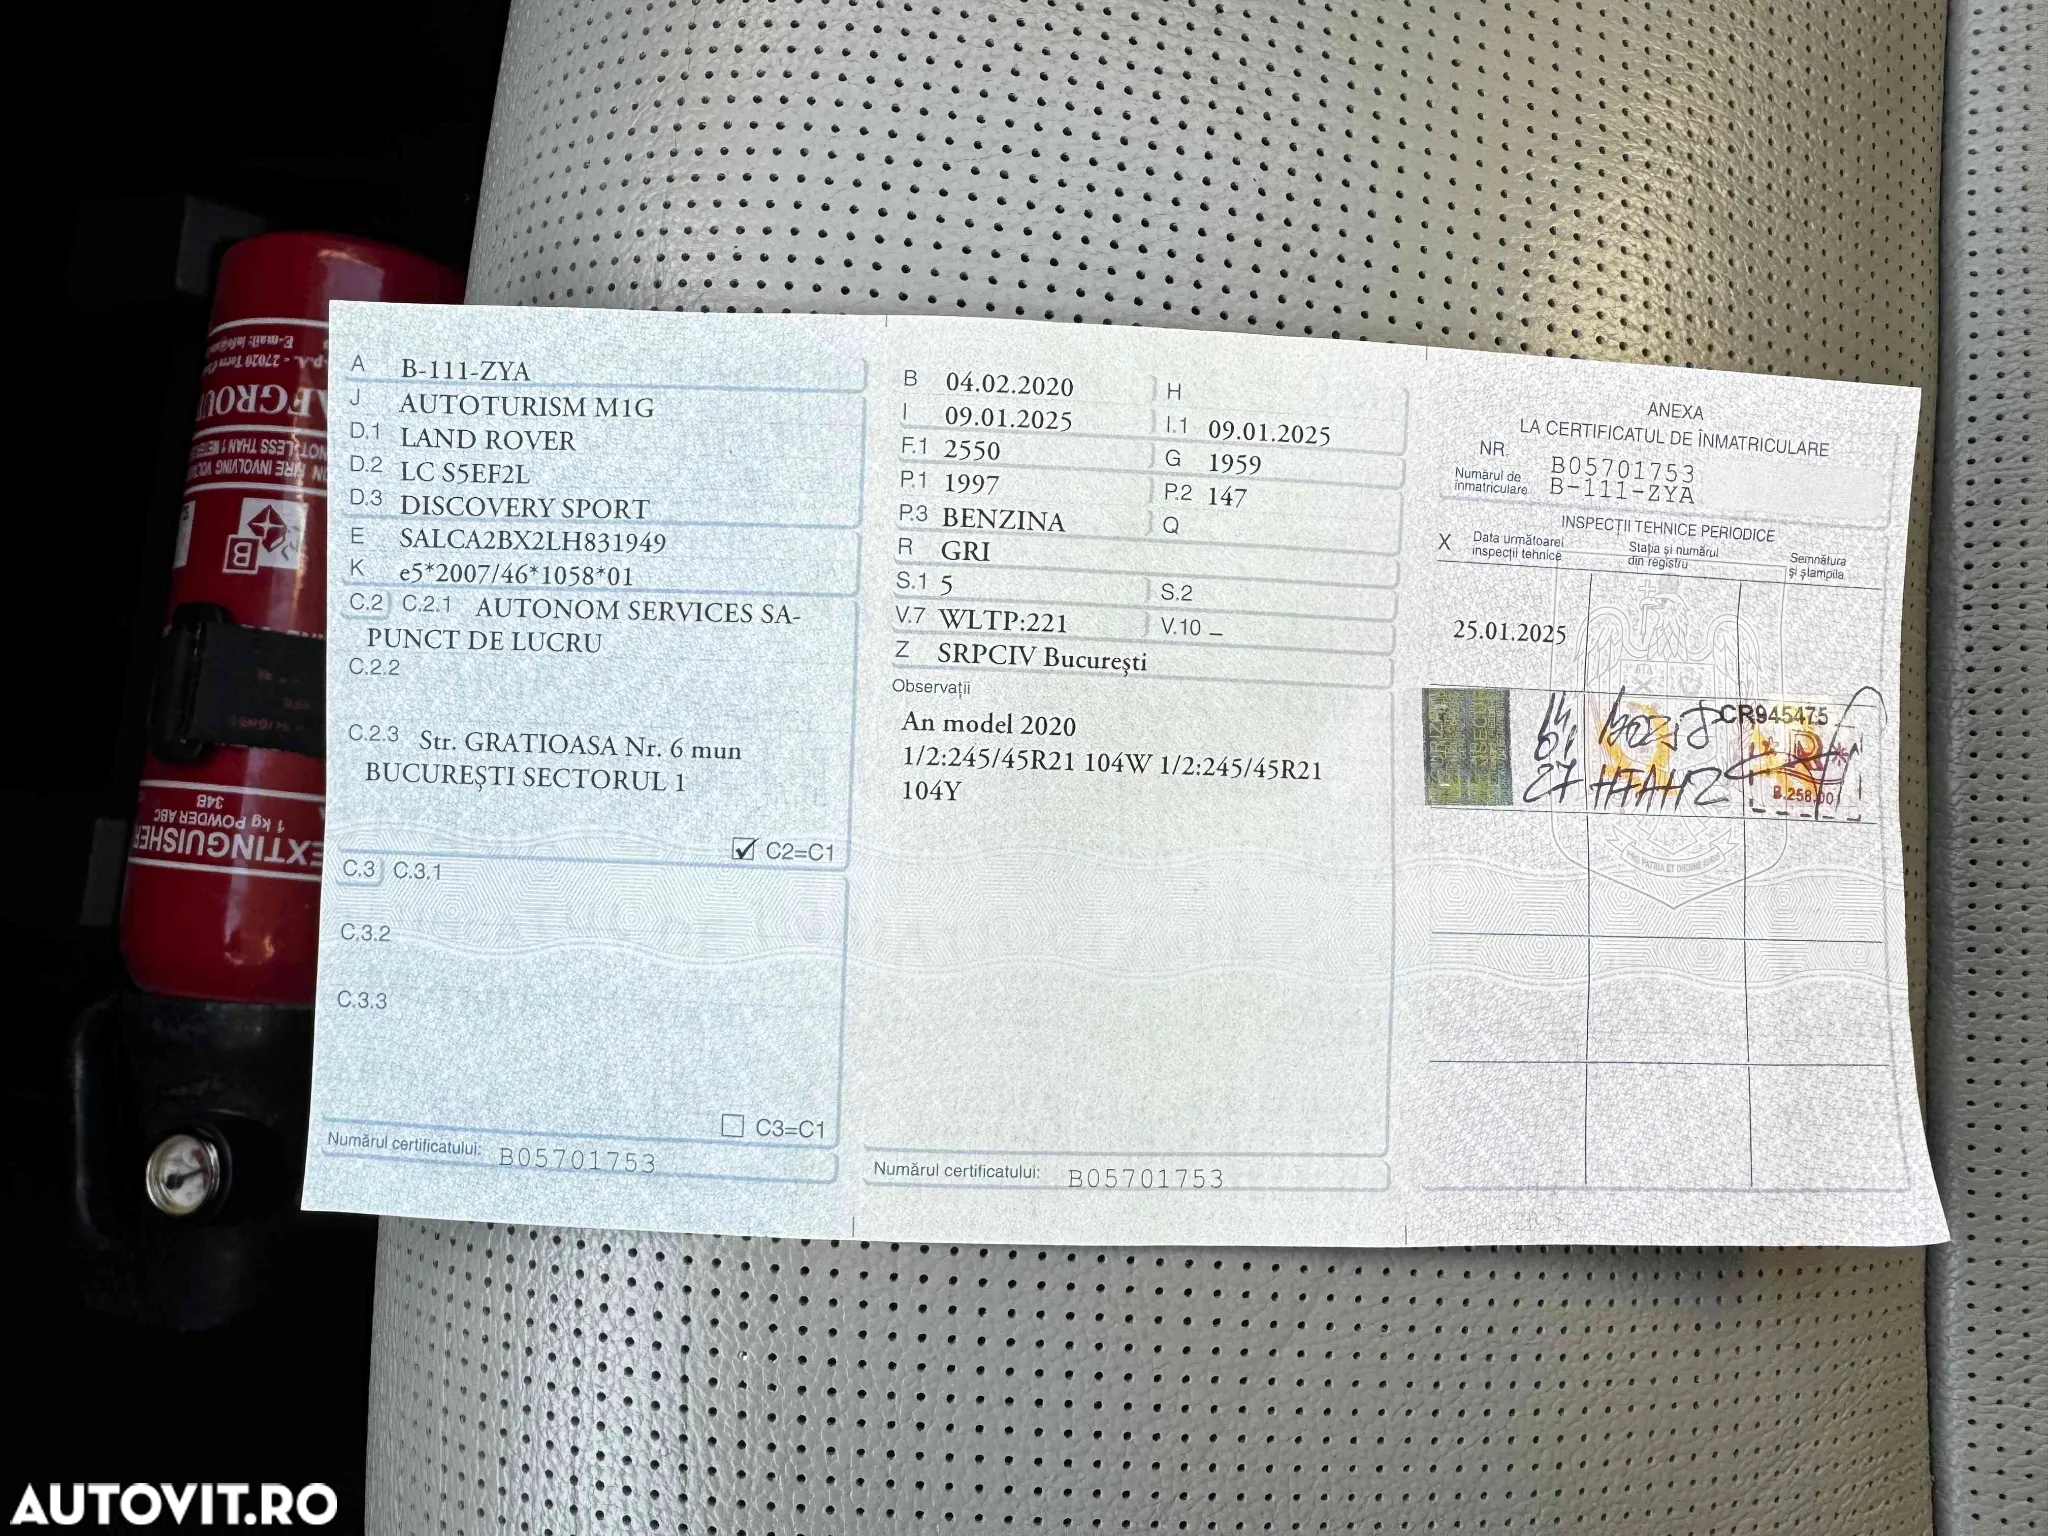 A B-111-ZYA
J AUTOTURISM M1G
D.1 LAND ROVER
D.2 LC S5EF2L
D.3 DISCOVERY SPORT
E SALCA2BX2LH831949
K e5*2007/46*1058*01
C.2 C.2.1 AUTONOM SERVICES SA-
PUNCT DE LUCRU
C.2.2
C.2.3 Str. GRATIOASA Nr. 6 mun
BUCUREȘTI SECTORUL 1
C2=C1
C.3 C.3.1
C.3.2
C.3.3
C3=C1
Numărul certificatului: B05701753
B 04.02.2020 H
I 09.01.2025 I.1 09.01.2025
F.1 2550 G 1959
P.1 1997 P.2 147
P.3 BENZINA Q
R GRI
S.1 5 S.2
V.7 WLTP:221 V.10 –
Z SRPCIV București
Observații
An model 2020
1/2:245/45R21 104W 1/2:245/45R21
104Y
Numărul certificatului: B05701753
ANEXA
LA CERTIFICATUL DE ÎNMATRICULARE
NR. B05701753
Numărul de înmatriculare B-111-ZYA
INSPECȚII TEHNICE PERIODICE
X Data următoarei inspecții tehnice
Stația și numărul din registru
Semnătura și ștampila
25.01.2025
CR945475
PRO PATRIA ET ORDINE JURIS
EXTINGUISHER
1 kg POWDER ABC
34B
B
AUTOVIT.RO